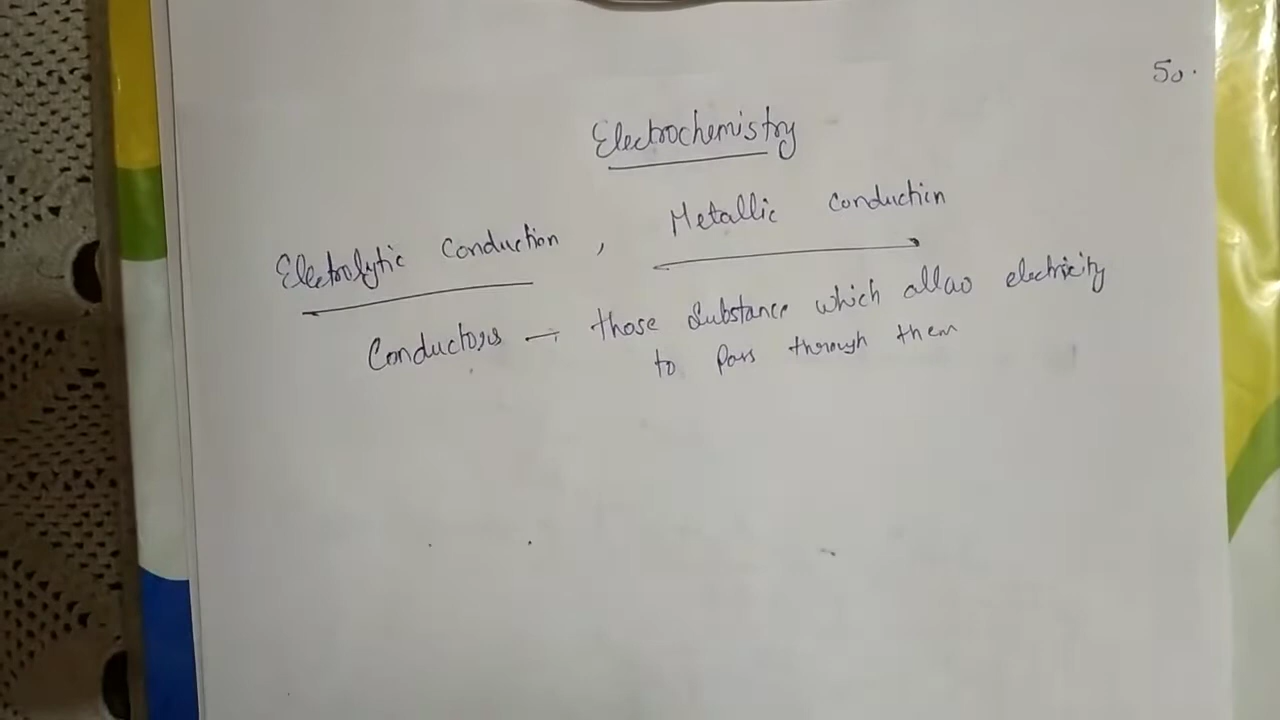 50.
Electrochemistry
Electrolytic Conduction , Metallic Conduction
Conductors — those Substance which allao electricity
to Pass through them